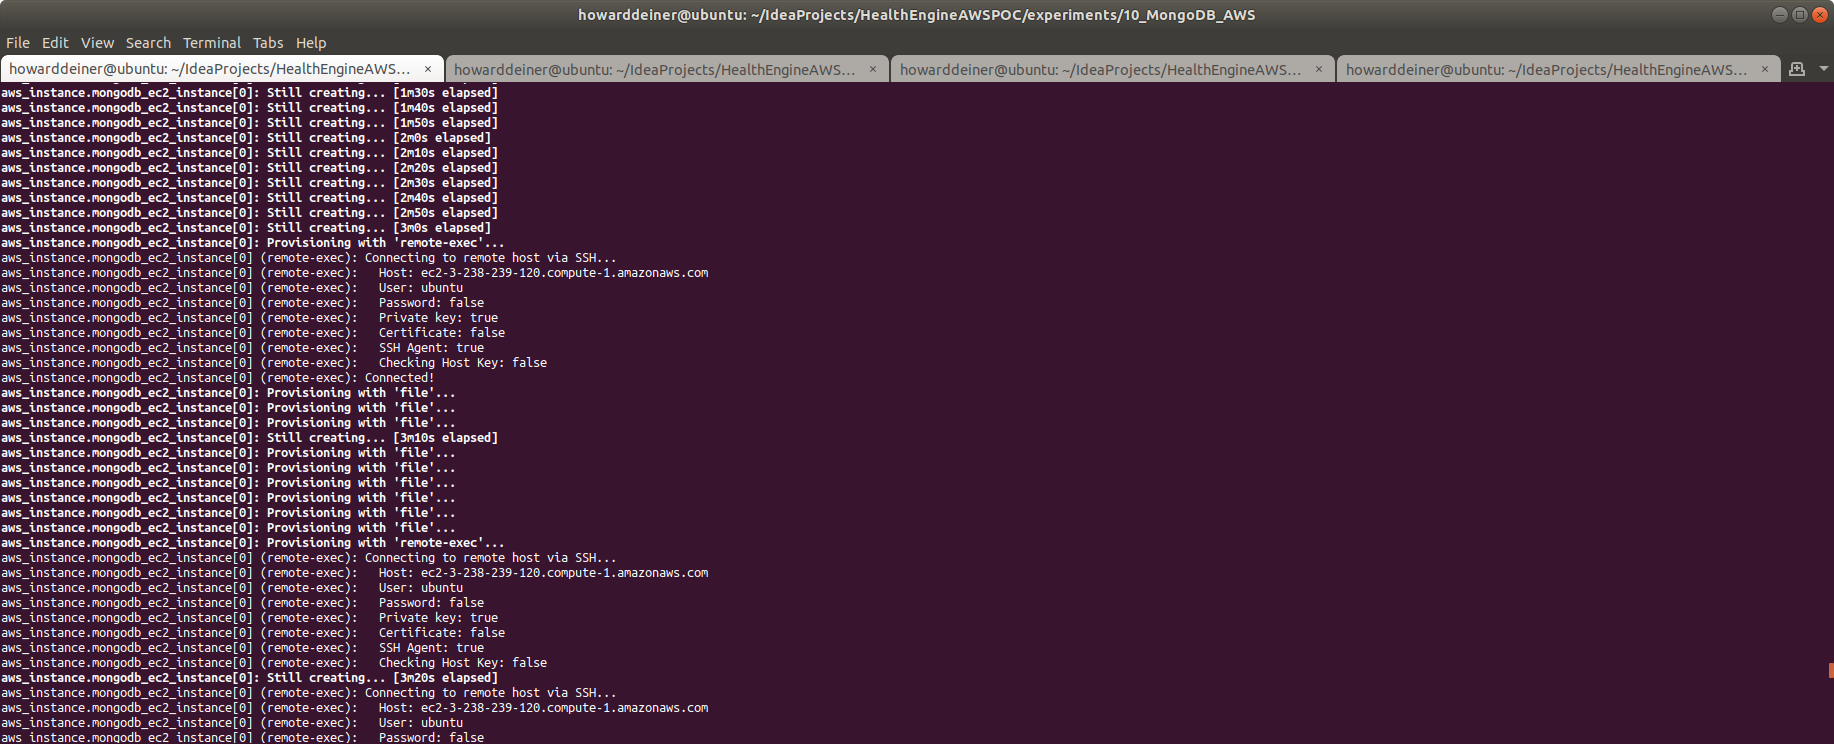 howarddeiner@ubuntu: ~/IdeaProjects/HealthEngineAWSPOC/experiments/10_MongoDB_AWS
File Edit View Search Terminal Tabs Help
howarddeiner@ubuntu: ~/IdeaProjects/HealthEngineAWS... × howarddeiner@ubuntu: ~/IdeaProjects/HealthEngineAWS... × howarddeiner@ubuntu: ~/IdeaProjects/HealthEngineAWS... × howarddeiner@ubuntu: ~/IdeaProjects/HealthEngineAWS... ×
aws_instance.mongodb_ec2_instance[0]: Still creating... [1m30s elapsed]
aws_instance.mongodb_ec2_instance[0]: Still creating... [1m40s elapsed]
aws_instance.mongodb_ec2_instance[0]: Still creating... [1m50s elapsed]
aws_instance.mongodb_ec2_instance[0]: Still creating... [2m0s elapsed]
aws_instance.mongodb_ec2_instance[0]: Still creating... [2m10s elapsed]
aws_instance.mongodb_ec2_instance[0]: Still creating... [2m20s elapsed]
aws_instance.mongodb_ec2_instance[0]: Still creating... [2m30s elapsed]
aws_instance.mongodb_ec2_instance[0]: Still creating... [2m40s elapsed]
aws_instance.mongodb_ec2_instance[0]: Still creating... [2m50s elapsed]
aws_instance.mongodb_ec2_instance[0]: Still creating... [3m0s elapsed]
aws_instance.mongodb_ec2_instance[0]: Provisioning with 'remote-exec'...
aws_instance.mongodb_ec2_instance[0] (remote-exec): Connecting to remote host via SSH...
aws_instance.mongodb_ec2_instance[0] (remote-exec):   Host: ec2-3-238-239-120.compute-1.amazonaws.com
aws_instance.mongodb_ec2_instance[0] (remote-exec):   User: ubuntu
aws_instance.mongodb_ec2_instance[0] (remote-exec):   Password: false
aws_instance.mongodb_ec2_instance[0] (remote-exec):   Private key: true
aws_instance.mongodb_ec2_instance[0] (remote-exec):   Certificate: false
aws_instance.mongodb_ec2_instance[0] (remote-exec):   SSH Agent: true
aws_instance.mongodb_ec2_instance[0] (remote-exec):   Checking Host Key: false
aws_instance.mongodb_ec2_instance[0] (remote-exec): Connected!
aws_instance.mongodb_ec2_instance[0]: Provisioning with 'file'...
aws_instance.mongodb_ec2_instance[0]: Provisioning with 'file'...
aws_instance.mongodb_ec2_instance[0]: Provisioning with 'file'...
aws_instance.mongodb_ec2_instance[0]: Still creating... [3m10s elapsed]
aws_instance.mongodb_ec2_instance[0]: Provisioning with 'file'...
aws_instance.mongodb_ec2_instance[0]: Provisioning with 'file'...
aws_instance.mongodb_ec2_instance[0]: Provisioning with 'file'...
aws_instance.mongodb_ec2_instance[0]: Provisioning with 'file'...
aws_instance.mongodb_ec2_instance[0]: Provisioning with 'file'...
aws_instance.mongodb_ec2_instance[0]: Provisioning with 'file'...
aws_instance.mongodb_ec2_instance[0]: Provisioning with 'remote-exec'...
aws_instance.mongodb_ec2_instance[0] (remote-exec): Connecting to remote host via SSH...
aws_instance.mongodb_ec2_instance[0] (remote-exec):   Host: ec2-3-238-239-120.compute-1.amazonaws.com
aws_instance.mongodb_ec2_instance[0] (remote-exec):   User: ubuntu
aws_instance.mongodb_ec2_instance[0] (remote-exec):   Password: false
aws_instance.mongodb_ec2_instance[0] (remote-exec):   Private key: true
aws_instance.mongodb_ec2_instance[0] (remote-exec):   Certificate: false
aws_instance.mongodb_ec2_instance[0] (remote-exec):   SSH Agent: true
aws_instance.mongodb_ec2_instance[0] (remote-exec):   Checking Host Key: false
aws_instance.mongodb_ec2_instance[0]: Still creating... [3m20s elapsed]
aws_instance.mongodb_ec2_instance[0] (remote-exec): Connecting to remote host via SSH...
aws_instance.mongodb_ec2_instance[0] (remote-exec):   Host: ec2-3-238-239-120.compute-1.amazonaws.com
aws_instance.mongodb_ec2_instance[0] (remote-exec):   User: ubuntu
aws_instance.mongodb_ec2_instance[0] (remote-exec):   Password: false